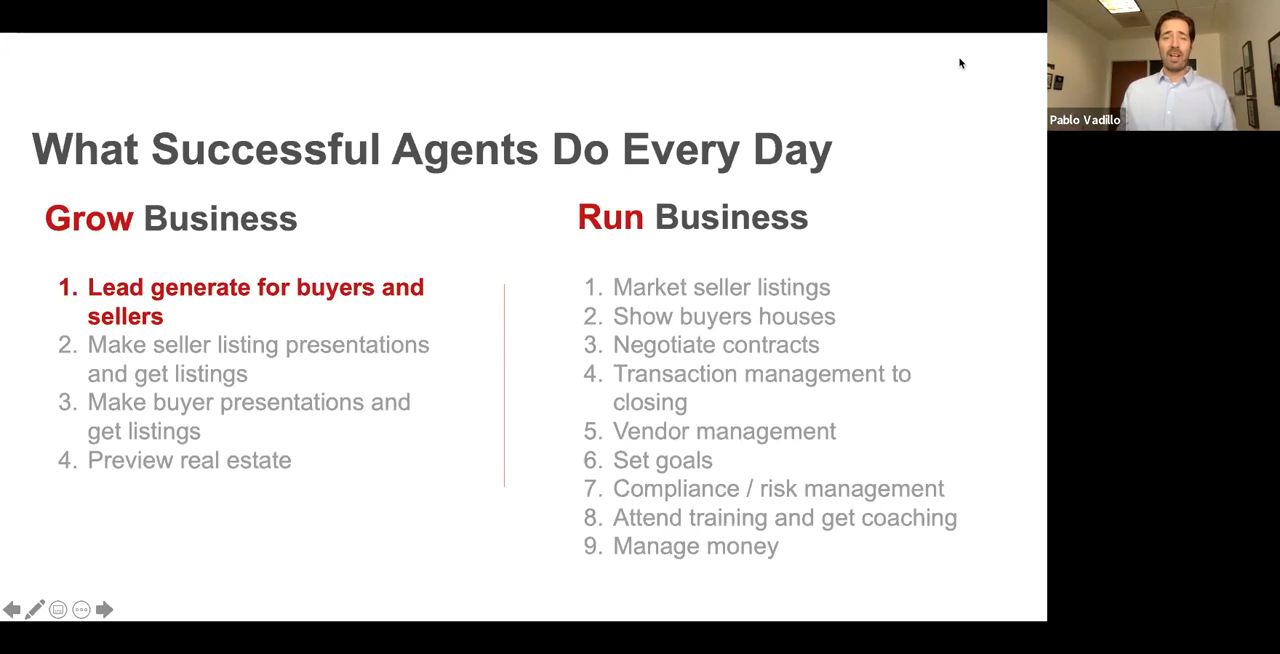 What Successful Agents Do Every Day
Grow Business
1. Lead generate for buyers and
sellers
2. Make seller listing presentations
and get listings
3. Make buyer presentations and
get listings
4. Preview real estate
Run Business
1. Market seller listings
2. Show buyers houses
3. Negotiate contracts
4. Transaction management to
closing
5. Vendor management
6. Set goals
7. Compliance / risk management
8. Attend training and get coaching
9. Manage money
Pablo Vadillo